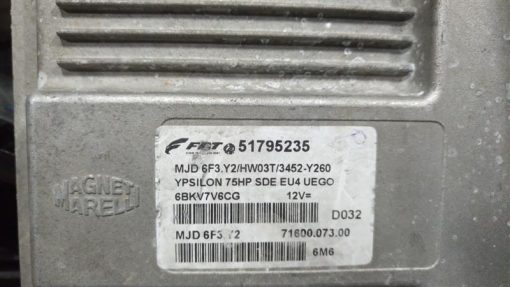 FPT 51795235
MJD 6F3.Y2/HW03T/3452-Y260
YPSILON 75HP SDE EU4 UEGO
6BKV7V6CG 12V=
D032
MJD 6F3.Y2 71600.073.00
6M6
MAGNETI
MARELLI